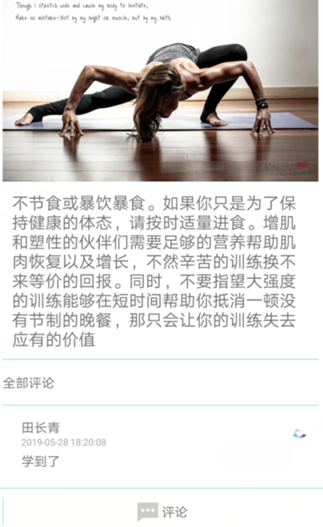 Though I stretch wide and cause my body to levitate,
Make no mistake-Not by my might or muscle, but by my faith
不节食或暴饮暴食。如果你只是为了保
持健康的体态，请按时适量进食。增肌
和塑性的伙伴们需要足够的营养帮助肌
肉恢复以及增长，不然辛苦的训练换不
来等价的回报。同时，不要指望大强度
的训练能够在短时间帮助你抵消一顿没
有节制的晚餐，那只会让你的训练失去
应有的价值
全部评论
田长青
2019-05-28 18:20:08
学到了
评论